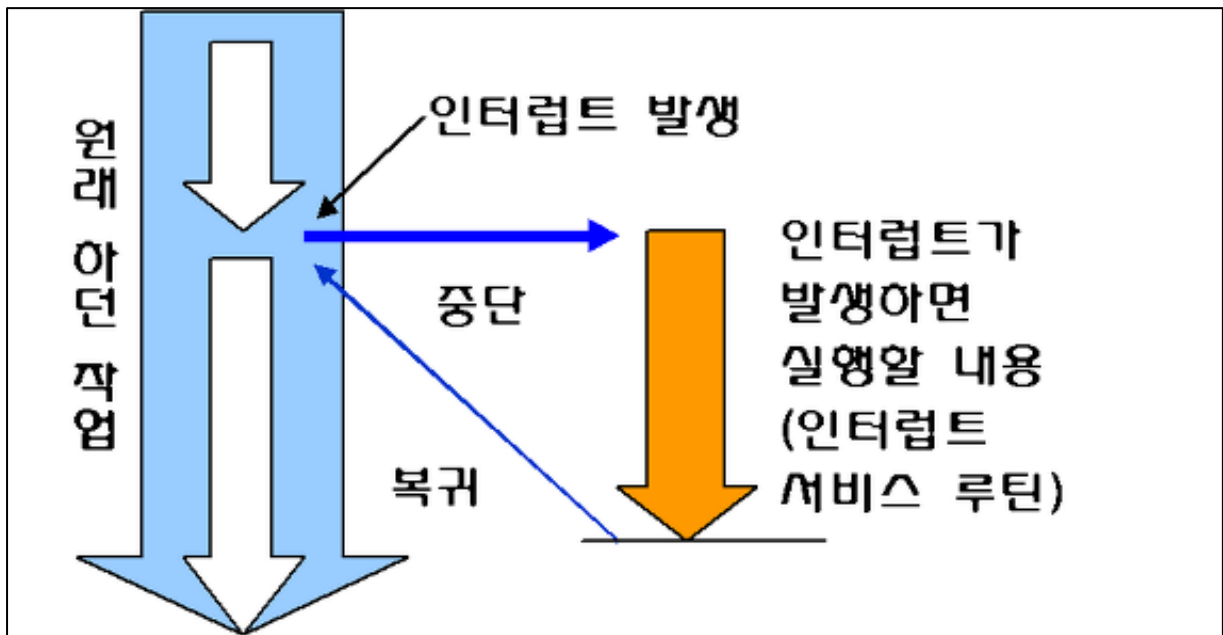 원래 하던 작업
인터럽트 발생
중단
복귀
인터럽트가
발생하면
실행할 내용
(인터럽트
서비스 루틴)